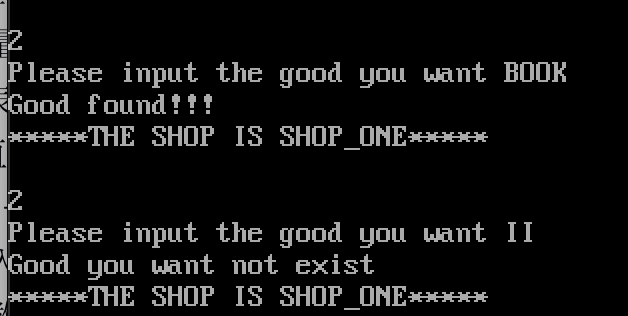 2
Please input the good you want BOOK
Good found!!!
*****THE SHOP IS SHOP_ONE*****
2
Please input the good you want II
Good you want not exist
*****THE SHOP IS SHOP_ONE*****